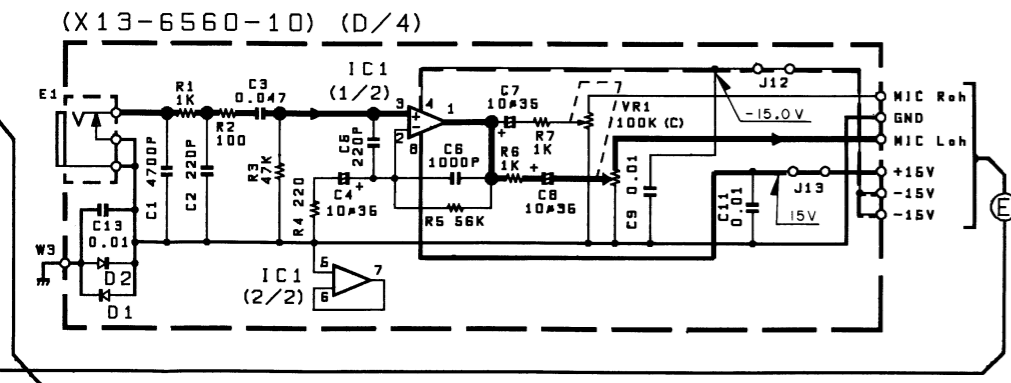 (X13-6560-10) (D/4)
E1
R1
1K
R2
100
C3
0.047
IC1
(1/2)
3
4
1
2
8
C7
10#35
R7
1K
VR1
100K (C)
J12
-15.0V
MIC Rch
GND
MIC Lch
+15V
-15V
-15V
E
J13
15V
C1 4700P
C2 220P
R3
47K
C5
220P
C6
1000P
R6
1K
C8
10#35
C4
10#35
R4 220
R5 56K
C9 0.01
C11
0.01
C13
0.01
W3
D2
D1
IC1
(2/2)
5
6
7